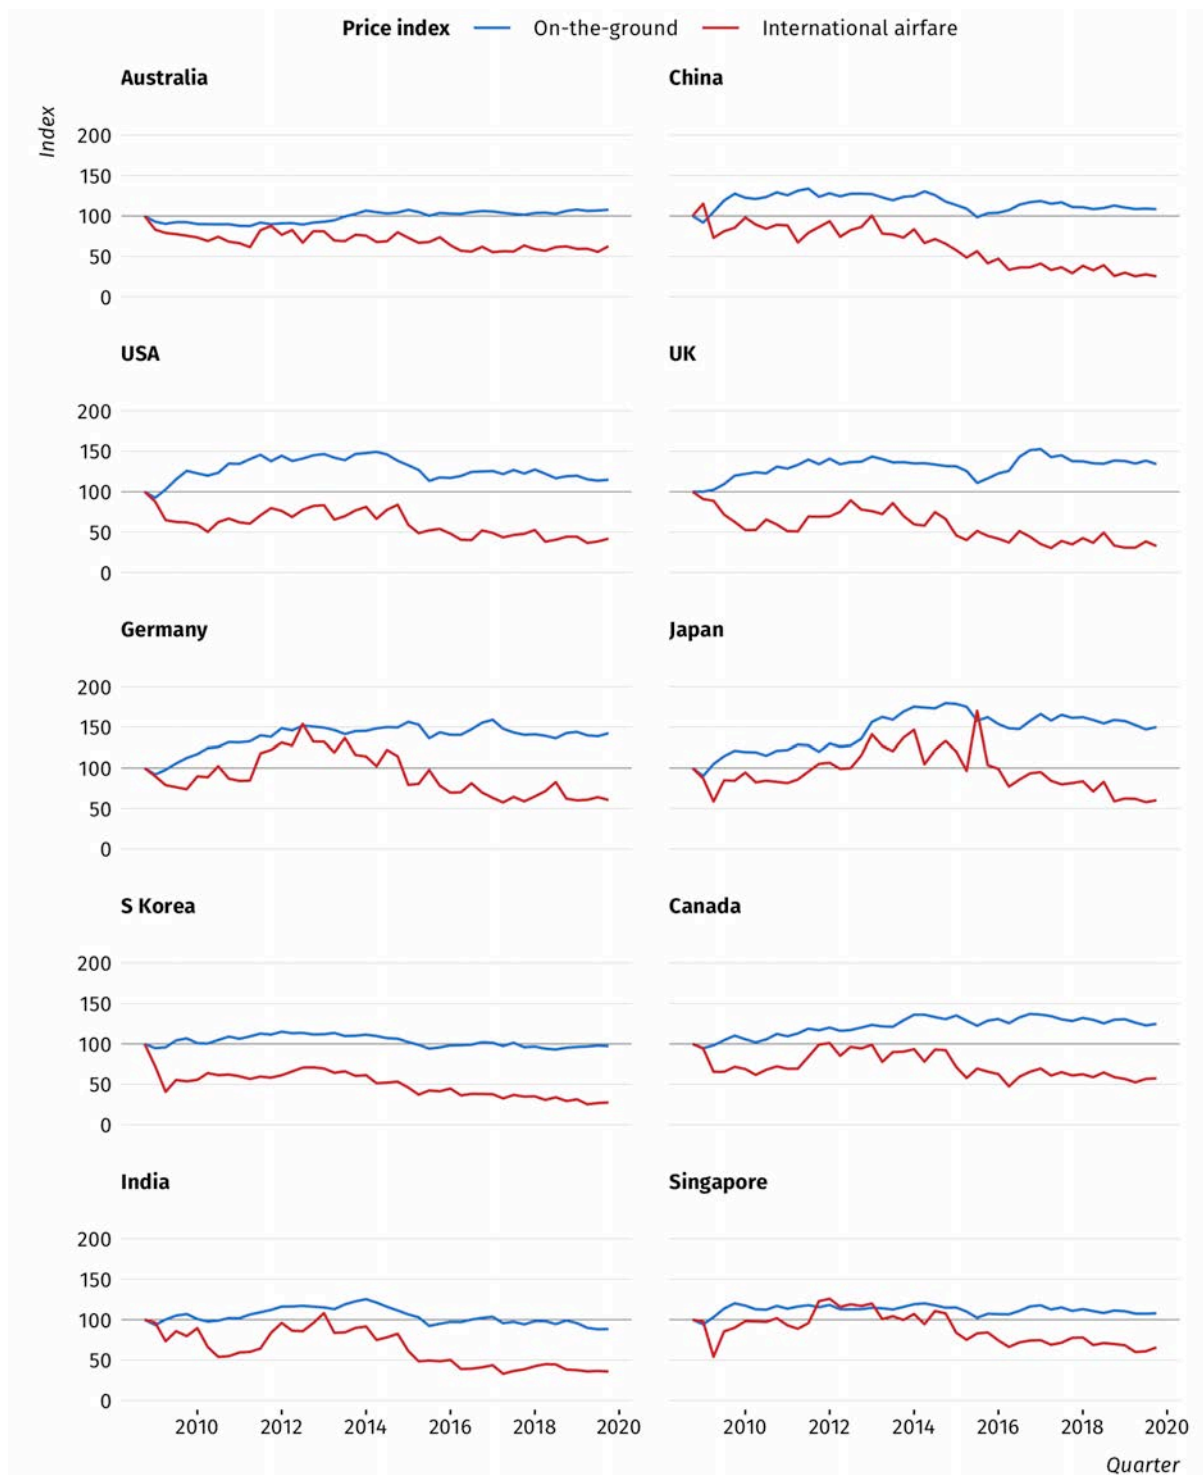 Price index On-the-ground International airfare
Australia China
Index
200
150
100
50
0
USA UK
200
150
100
50
0
Germany Japan
200
150
100
50
0
S Korea Canada
200
150
100
50
0
India Singapore
200
150
100
50
0
2010 2012 2014 2016 2018 2020 2010 2012 2014 2016 2018 2020
Quarter